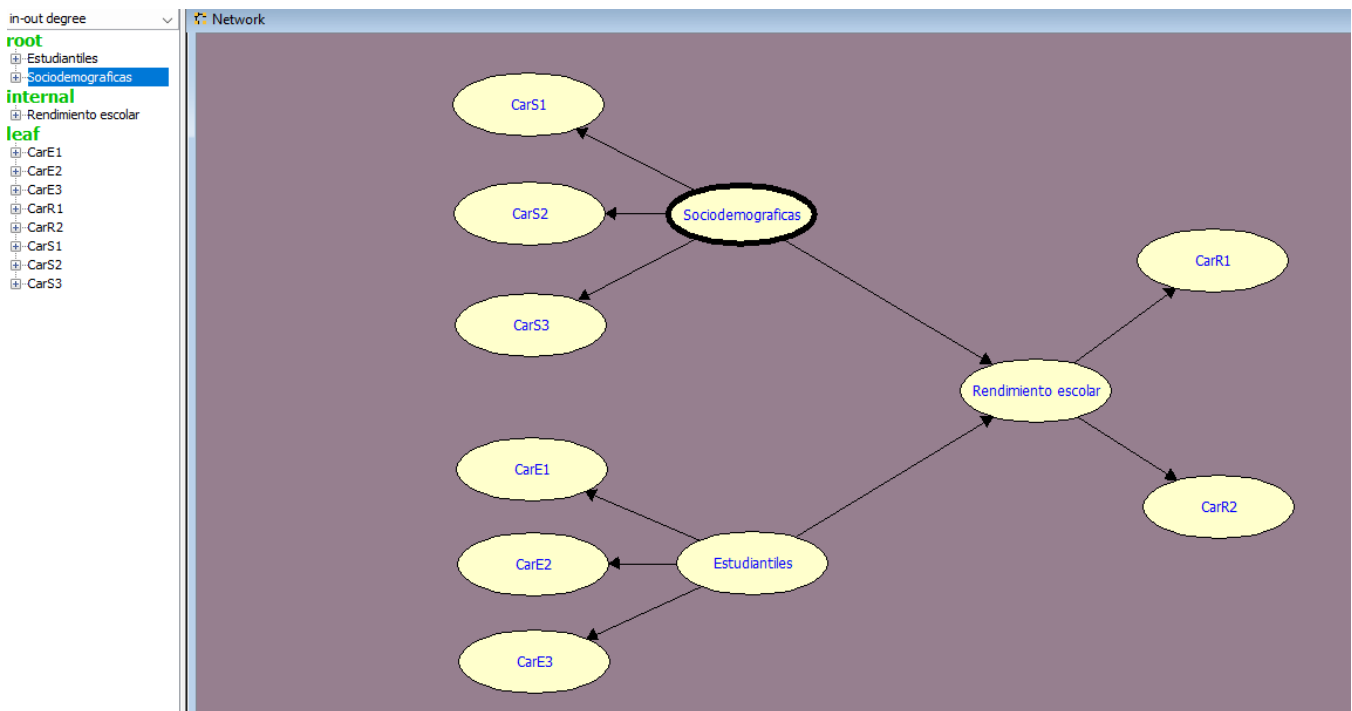 in-out degree
root
Estudiantiles
Sociodemograficas
internal
Rendimiento escolar
leaf
CarE1
CarE2
CarE3
CarR1
CarR2
CarS1
CarS2
CarS3
Network
CarS1
CarS2
Sociodemograficas
CarS3
CarR1
Rendimiento escolar
CarE1
CarE2
Estudiantiles
CarE3
CarR2